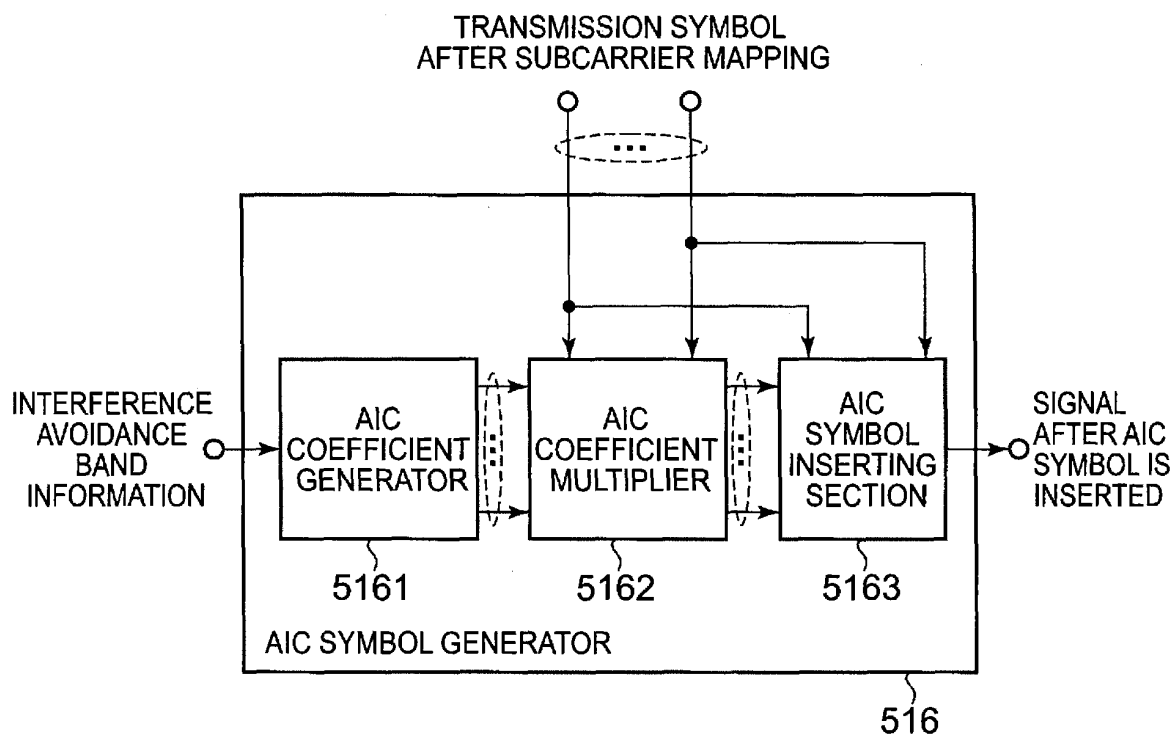 TRANSMISSION SYMBOL
AFTER SUBCARRIER MAPPING
INTERFERENCE
AVOIDANCE
BAND
INFORMATION
AIC
COEFFICIENT
GENERATOR
AIC
COEFFICIENT
MULTIPLIER
AIC
SYMBOL
INSERTING
SECTION
SIGNAL
AFTER AIC
SYMBOL IS
INSERTED
5161
5162
5163
AIC SYMBOL GENERATOR
516